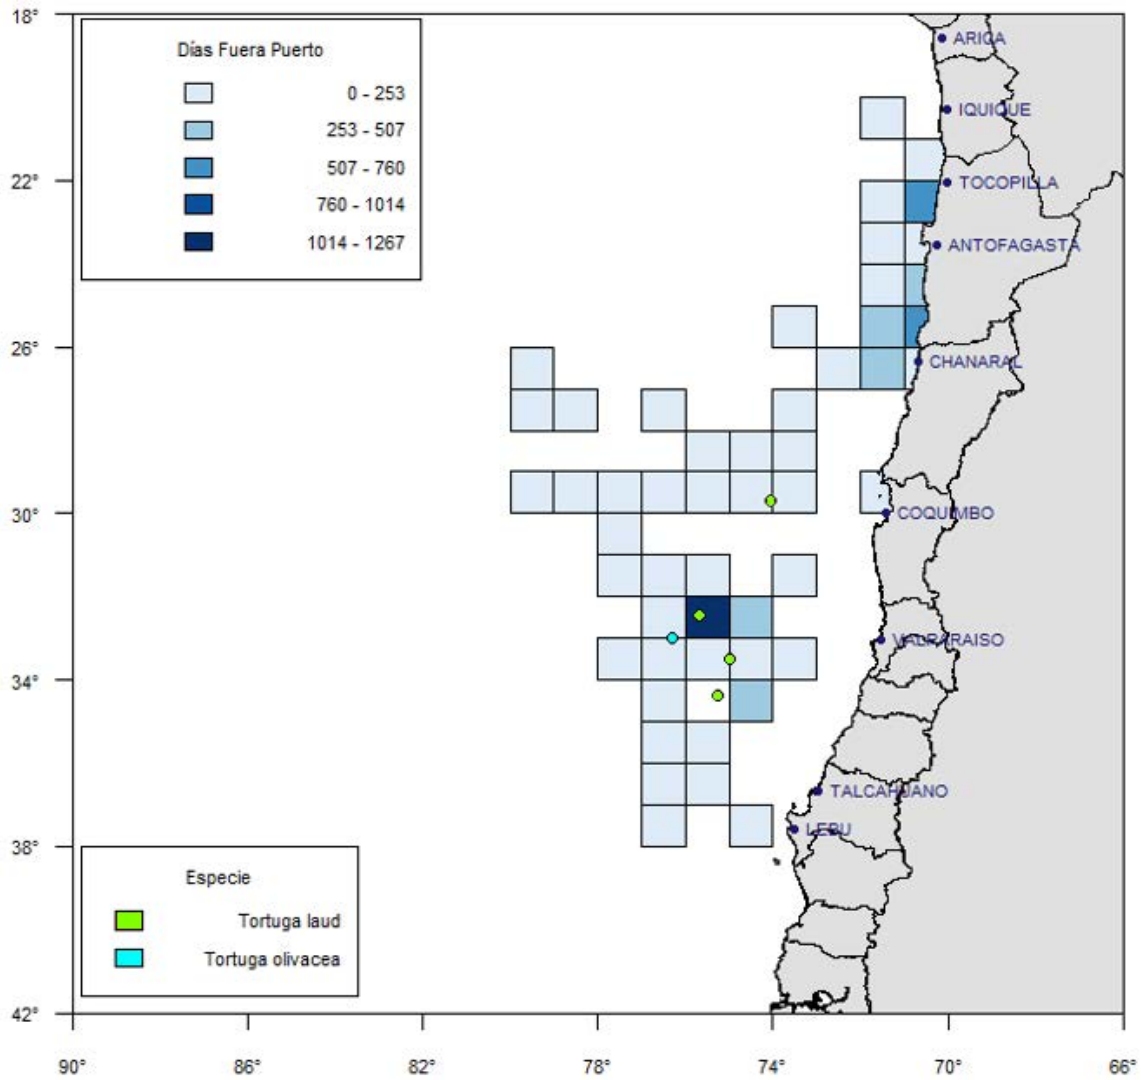 18°
22°
26°
30°
34°
38°
42°
Días Fuera Puerto
0 - 253
253 - 507
507 - 760
760 - 1014
1014 - 1267
ARICA
IQUIQUE
TOCOPILLA
ANTOFAGASTA
CHANARAL
COQUIMBO
VALPARAISO
TALCAHUANO
LEBU
Especie
Tortuga laud
Tortuga olivacea
90°
86°
82°
78°
74°
70°
66°